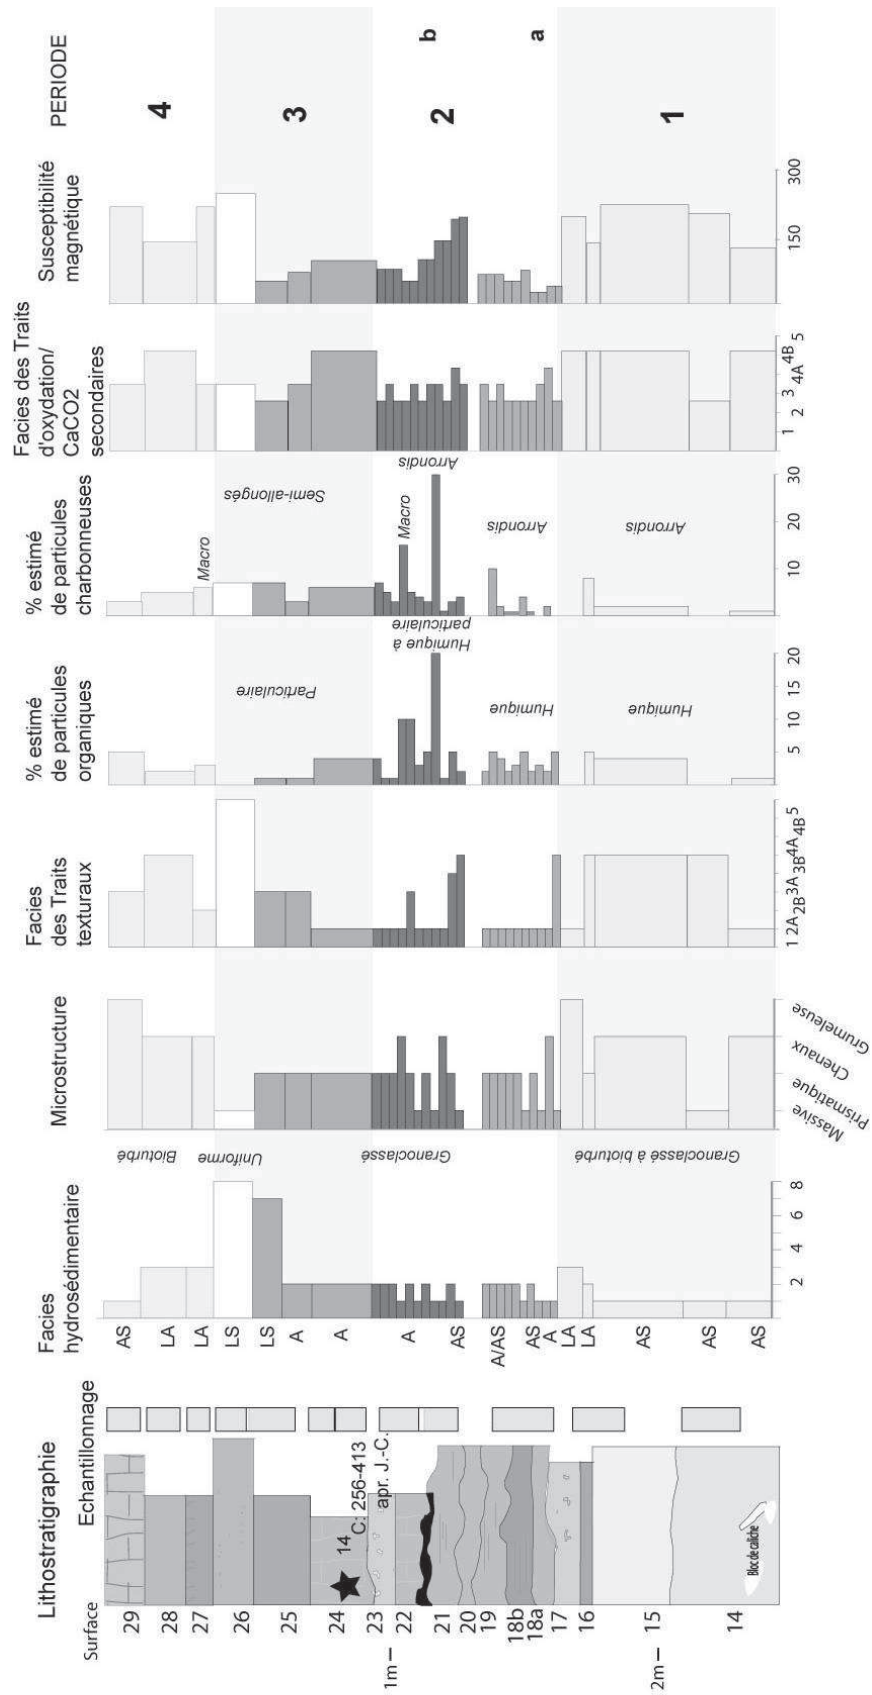 Lithostratigraphie
Surface
Echantillonnage
29
28
27
26
25
24
23
22
21
20
19
18b
18a
17
16
15
14
1m
2m
14
C: 256-413
apr. J.-C.
Bloc de caliche
Facies
hydrosédimentaire
AS
LA
LA
LS
LS
A
A
A
AS
A/AS
AS
A
LA
LA
AS
AS
AS
2
4
6
8
Bioturbé
Uniforme
Granoclassé
Granoclassé à bioturbé
Microstructure
Massive
Prismatique
Chenaux
Grumeleuse
Facies
des Traits
texturaux
1
2A
2B
3A
3B
4A
4B
5
% estimé
de particules
organiques
Particulaire
Humique à
particulaire
Humique
Humique
5
10
15
20
% estimé
de particules
charbonneuses
Macro
Semi-allongés
Macro
Arrondis
Arrondis
Arrondis
10
20
30
Facies des Traits
d'oxydation/
CaCO2
secondaires
1
2
3
4A
4B
5
Susceptibilité
magnétique
150
300
PERIODE
4
3
2
b
a
1